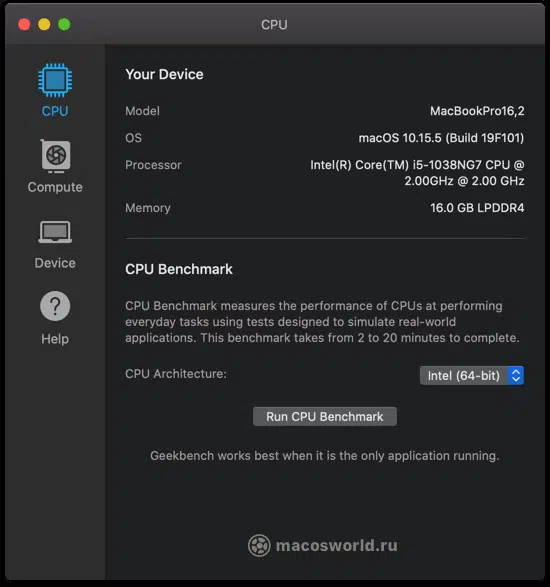 CPU
CPU
Compute
Device
Help
Your Device
Model MacBookPro16,2
OS macOS 10.15.5 (Build 19F101)
Processor Intel(R) Core(TM) i5-1038NG7 CPU @
2.00GHz @ 2.00 GHz
Memory 16.0 GB LPDDR4
CPU Benchmark
CPU Benchmark measures the performance of CPUs at performing
everyday tasks using tests designed to simulate real-world
applications. This benchmark takes from 2 to 20 minutes to complete.
CPU Architecture: Intel (64-bit)
Run CPU Benchmark
Geekbench works best when it is the only application running.
macosworld.ru